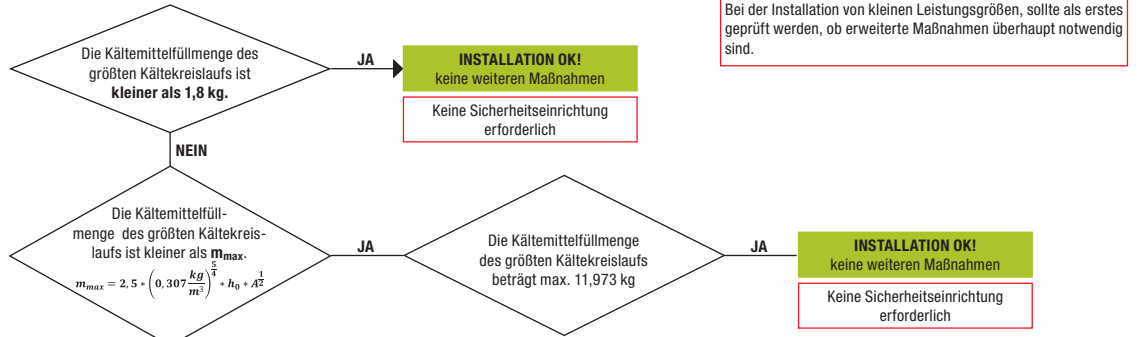 Bei der Installation von kleinen Leistungsgrößen, sollte als erstes
geprüft werden, ob erweiterte Maßnahmen überhaupt notwendig
sind.
Die Kältemittelfüllmenge des
größten Kältekreislaufs ist
kleiner als 1,8 kg.
JA
INSTALLATION OK!
keine weiteren Maßnahmen
Keine Sicherheitseinrichtung
erforderlich
NEIN
Die Kältemittelfüll-
menge des größten Kältekreis-
laufs ist kleiner als m_max.
m_max = 2,5 * (0,307 kg/m³)^(5/4) * h₀ * A^(1/2)
JA
Die Kältemittelfüllmenge
des größten Kältekreislaufs
beträgt max. 11,973 kg
JA
INSTALLATION OK!
keine weiteren Maßnahmen
Keine Sicherheitseinrichtung
erforderlich